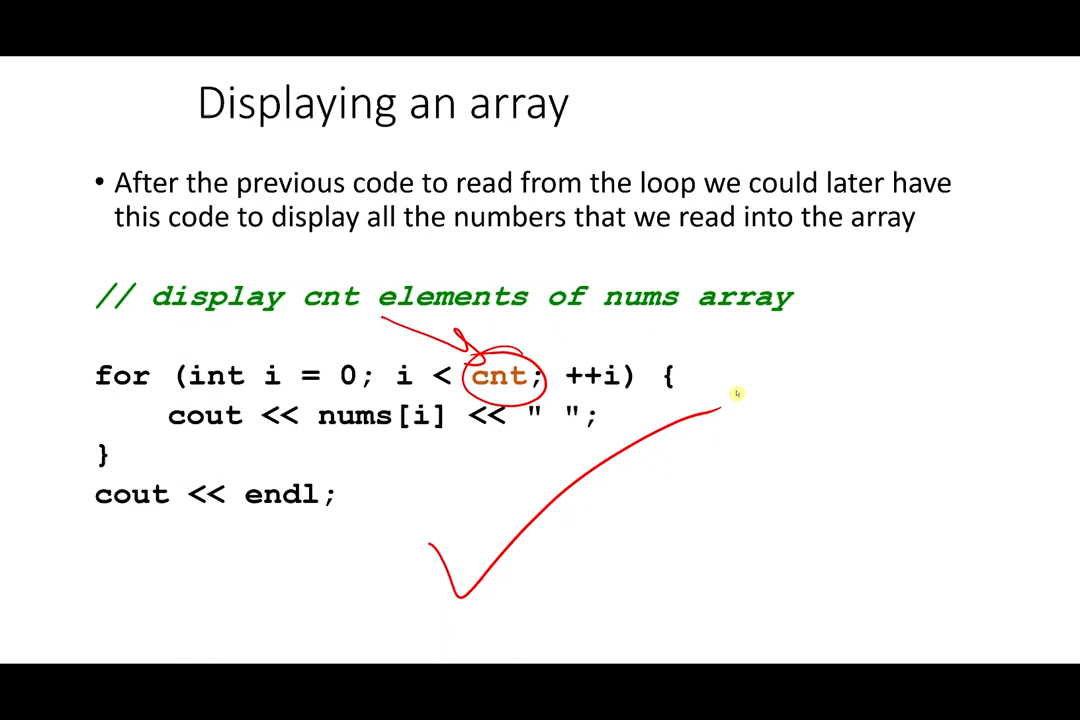 Displaying an array
• After the previous code to read from the loop we could later have
this code to display all the numbers that we read into the array
// display cnt elements of nums array
for (int i = 0; i < cnt; ++i) {
cout << nums[i] << " ";
}
cout << endl;